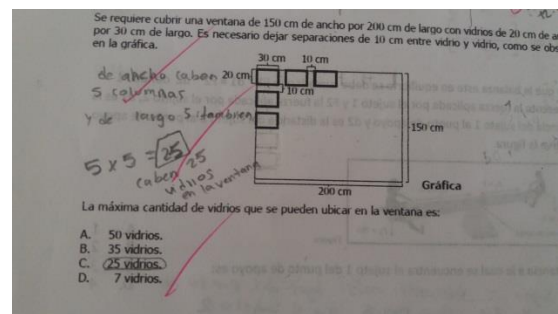 Se requiere cubrir una ventana de 150 cm de ancho por 200 cm de largo con vidrios de 20 cm de
por 30 cm de largo. Es necesario dejar separaciones de 10 cm entre vidrio y vidrio, como se
en la gráfica.
30 cm 10 cm
de ancho caben 20 cm
10 cm
5 columnas
y de largo 5 tambien
150 cm
5 x 5 = 25
caben 25
vidrios
en la ventana
200 cm
Gráfica
La máxima cantidad de vidrios que se pueden ubicar en la ventana es:
A. 50 vidrios.
B. 35 vidrios.
C. 25 vidrios.
D. 7 vidrios.